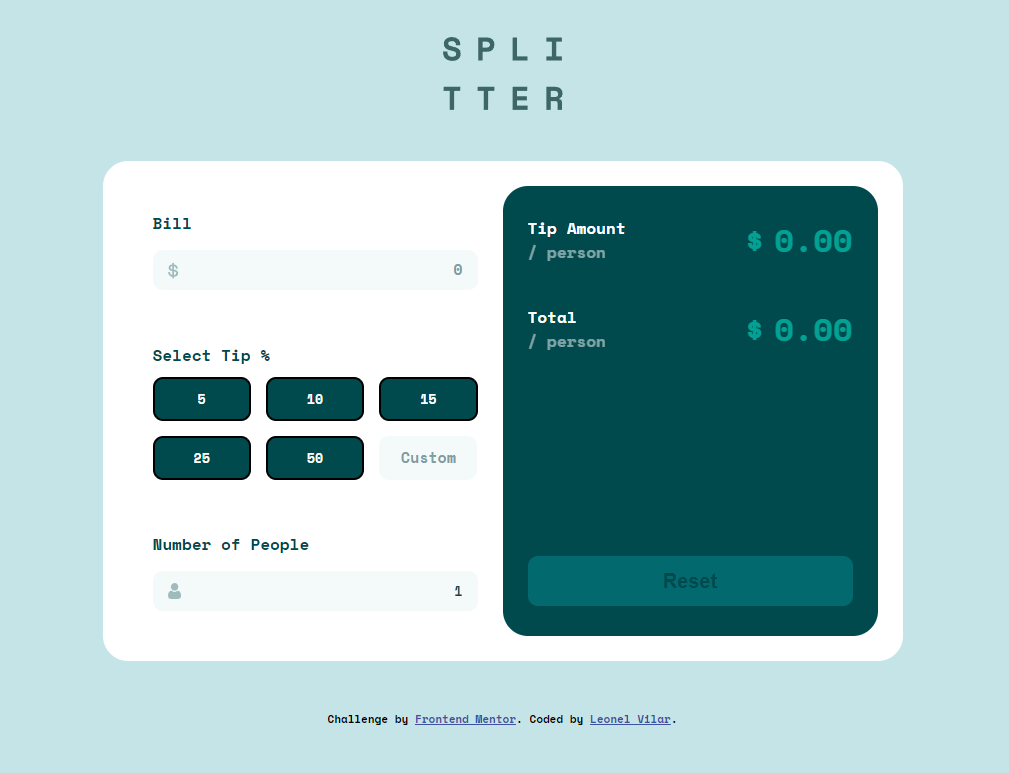 SPLI
TTER
Bill
$ 0
Select Tip %
5 10 15
25 50 Custom
Number of People
1
Tip Amount
/ person
$ 0.00
Total
/ person
$ 0.00
Reset
Challenge by Frontend Mentor. Coded by Leonel Vilar.